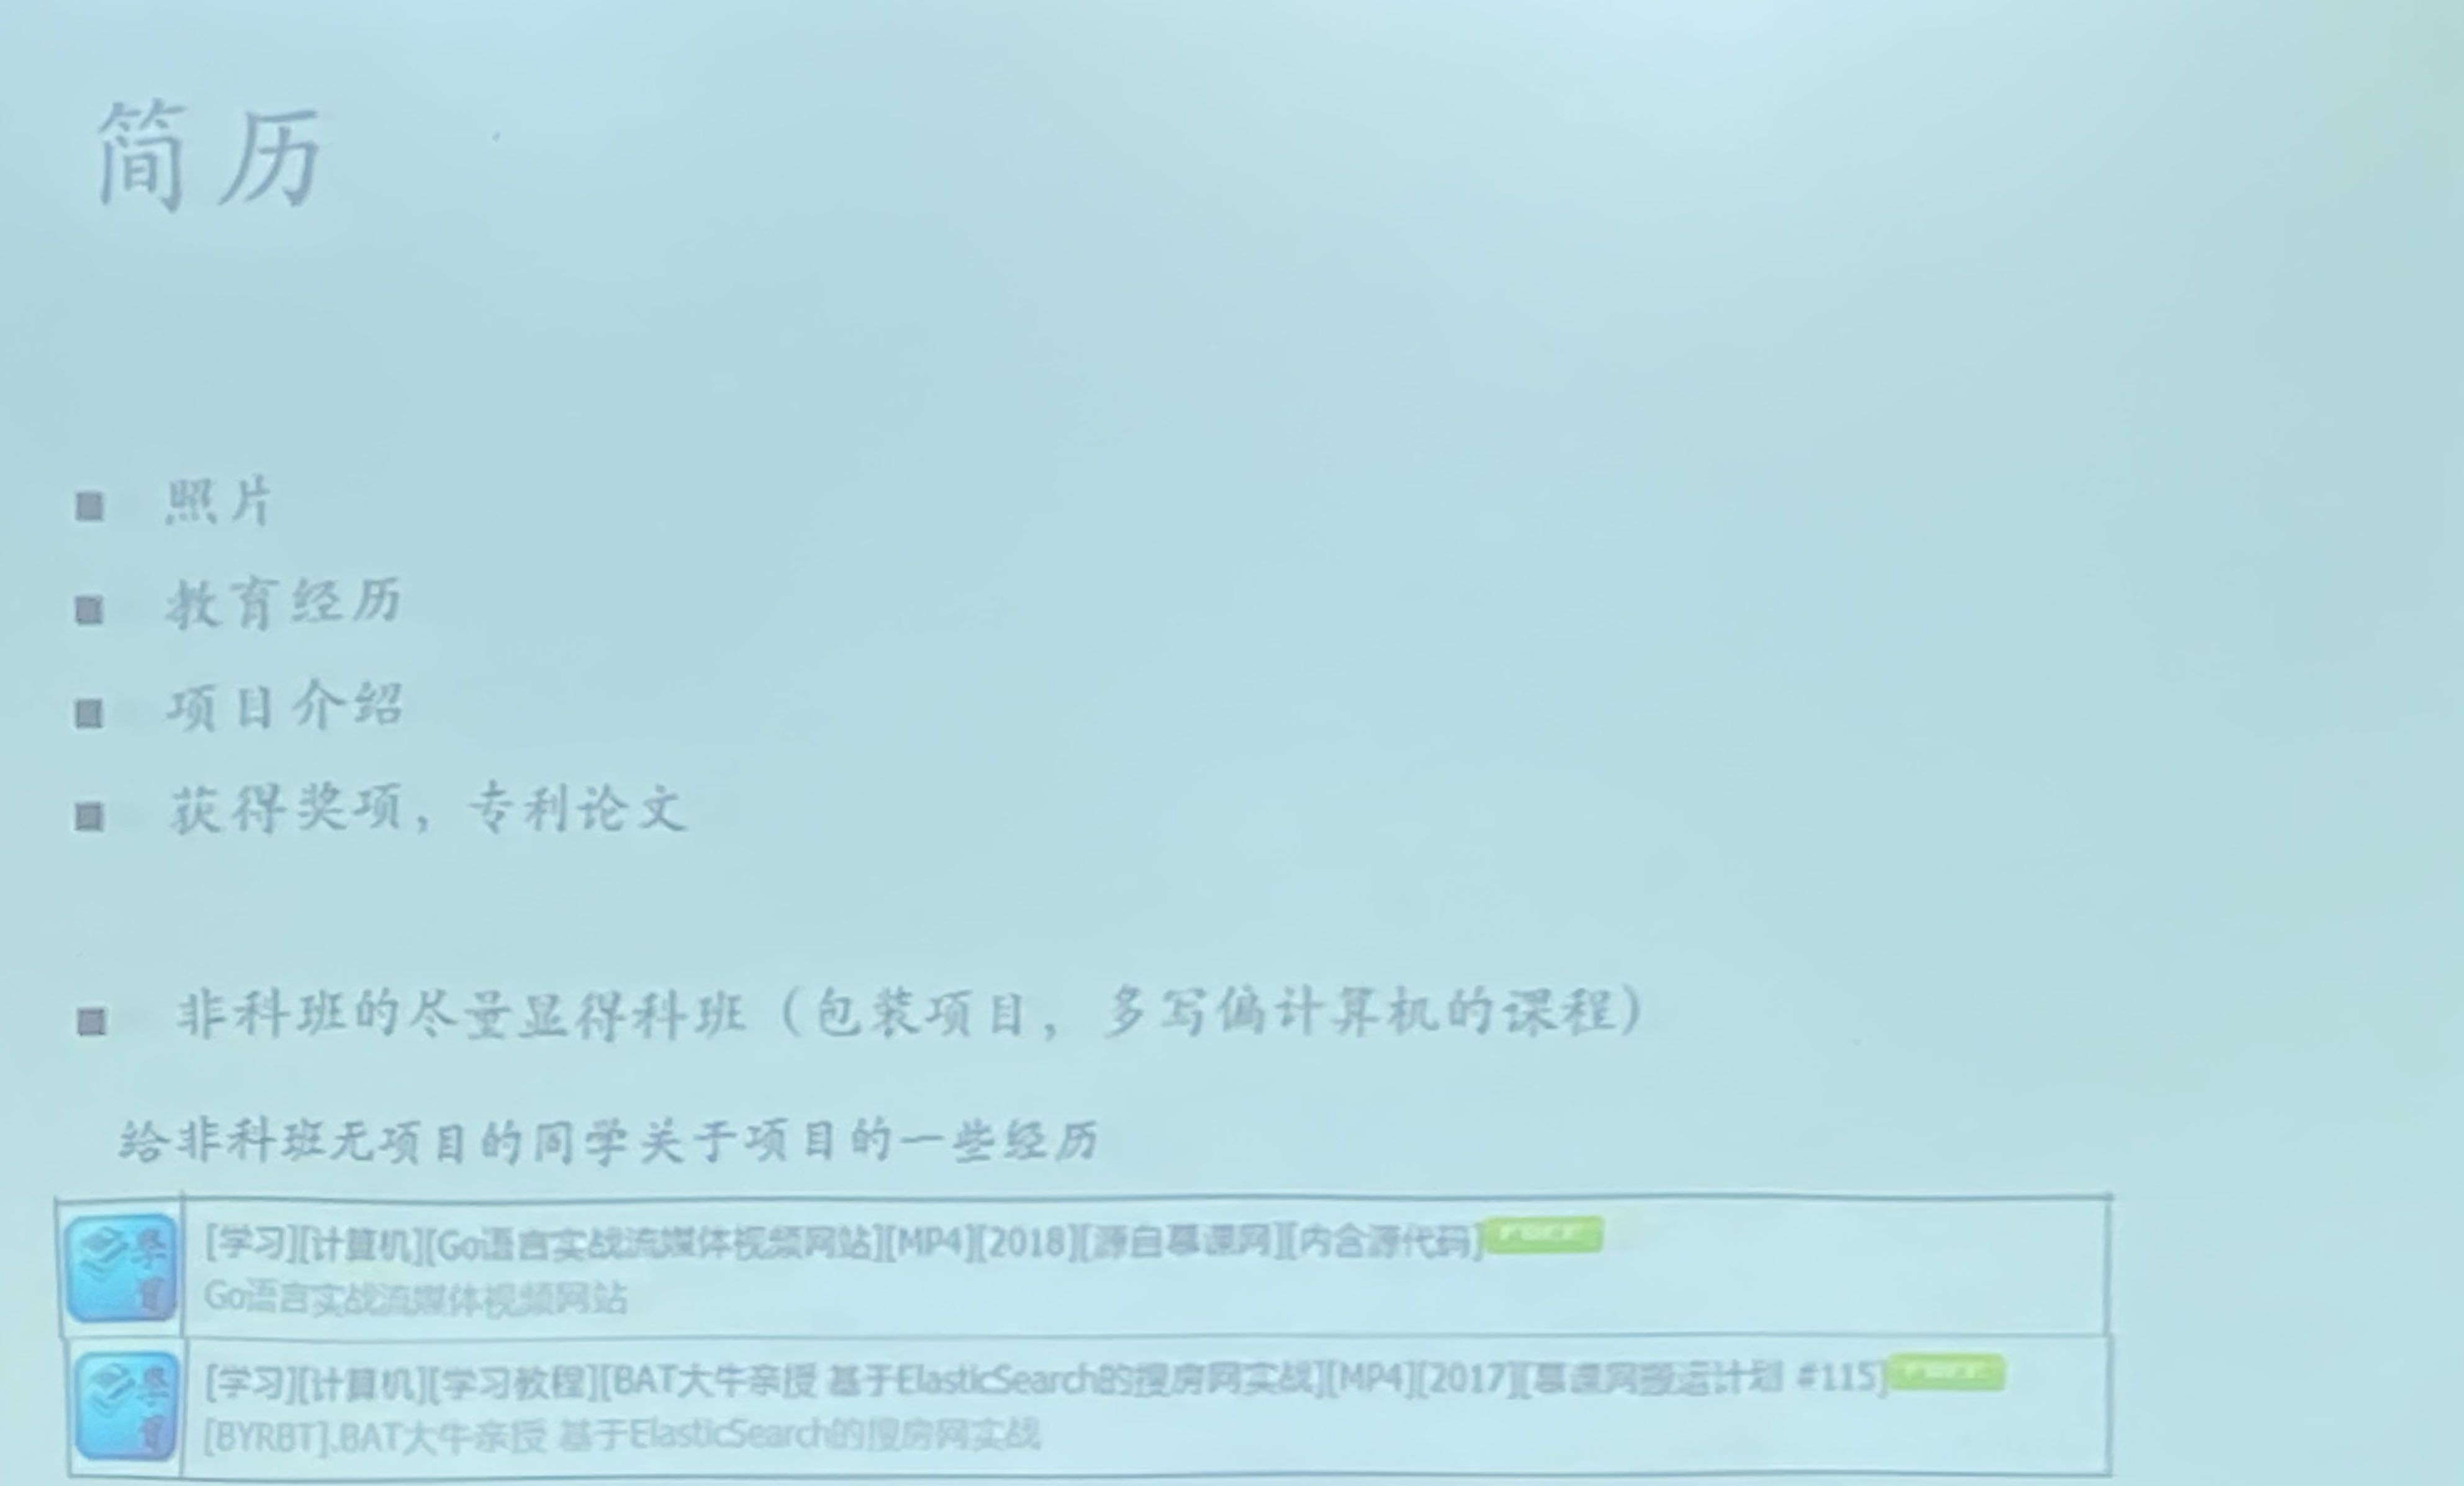 简历
照片
教育经历
项目介绍
获得奖项，专利论文
非科班的尽量显得科班（包装项目，多写偏计算机的课程）
给非科班无项目的同学关于项目的一些经历
[学习][计算机][Go语言实战流媒体视频网站][MP4][2018][源自慕课网][内含源代码] FREE
Go语言实战流媒体视频网站
[学习][计算机][学习教程][BAT大牛亲授 基于ElasticSearch的搜房网实战][MP4][2017][慕课网搬运计划 #115] FREE
[BYRBT].BAT大牛亲授 基于ElasticSearch的搜房网实战